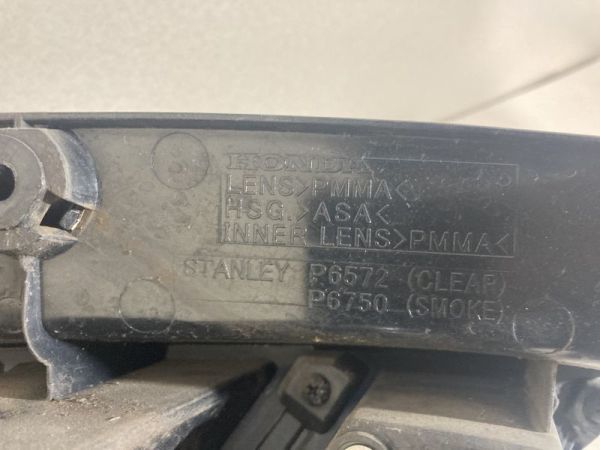 HONDA
LENS>PMMA<
HSG.>ASA<
INNER LENS>PMMA<
STANLEY P6572 (CLEAR)
P6750 (SMOKE)